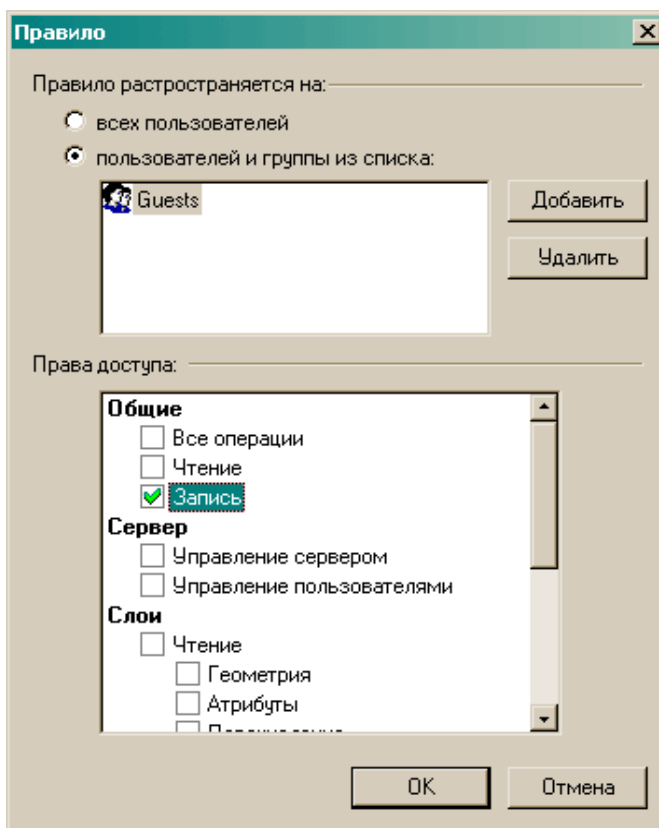 Правило
Правило распространяется на:
всех пользователей
пользователей и группы из списка:
Guests
Добавить
Удалить
Права доступа:
Общие
Все операции
Чтение
Запись
Сервер
Управление сервером
Управление пользователями
Слои
Чтение
Геометрия
Атрибуты
OK
Отмена